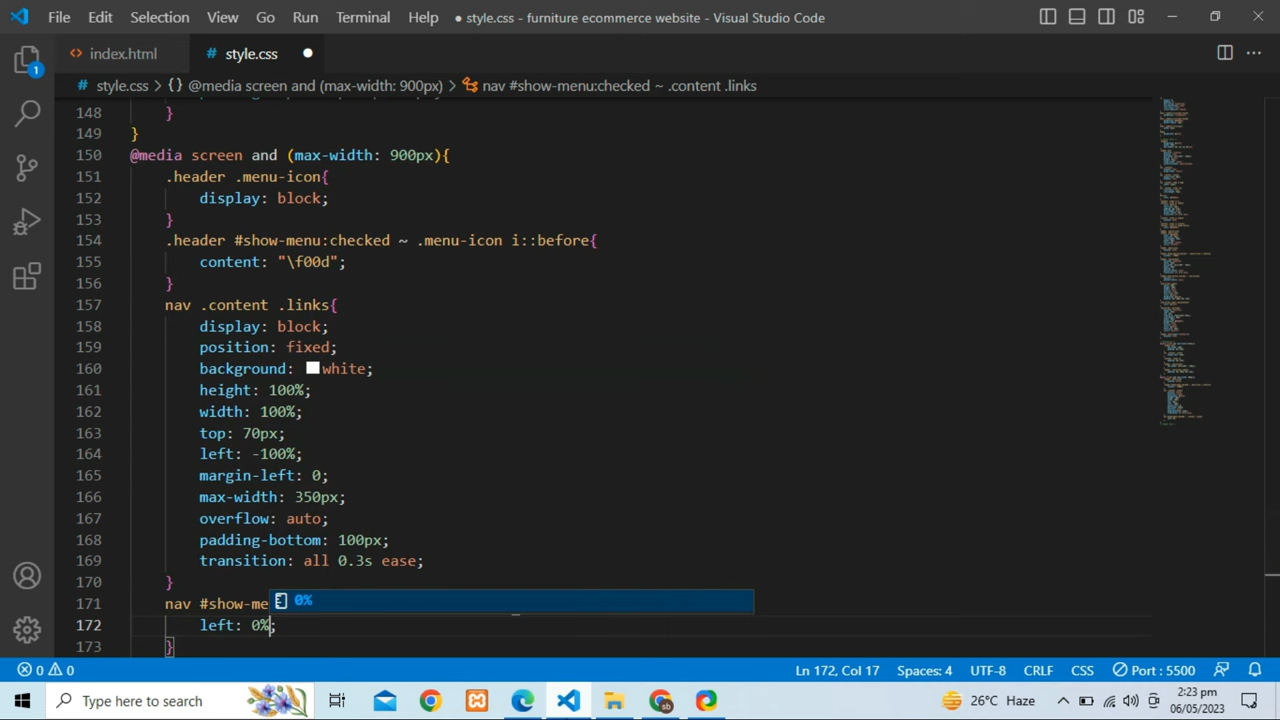 File Edit Selection View Go Run Terminal Help ● style.css - furniture ecommerce website - Visual Studio Code
index.html # style.css
# style.css > {} @media screen and (max-width: 900px) > nav #show-menu:checked ~ .content .links
148 }
149 }
150 @media screen and (max-width: 900px){
151 .header .menu-icon{
152 display: block;
153 }
154 .header #show-menu:checked ~ .menu-icon i::before{
155 content: "\f00d";
156 }
157 nav .content .links{
158 display: block;
159 position: fixed;
160 background: white;
161 height: 100%;
162 width: 100%;
163 top: 70px;
164 left: -100%;
165 margin-left: 0;
166 max-width: 350px;
167 overflow: auto;
168 padding-bottom: 100px;
169 transition: all 0.3s ease;
170 }
171 nav #show-me
0%
172 left: 0%;
173 }
1
0 0 Ln 172, Col 17 Spaces: 4 UTF-8 CRLF CSS Port : 5500
Type here to search 26°C Haze 2:23 pm
06/05/2023